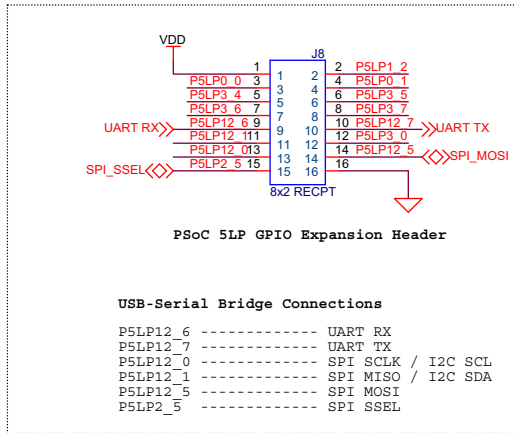 VDD
J8
1 1 2 2 P5LP1_2
P5LP0_0 3 3 4 4 P5LP0_1
P5LP3_4 5 5 6 6 P5LP3_5
P5LP3_6 7 7 8 8 P5LP3_7
UART RX P5LP12_6 9 9 10 10 P5LP12_7 UART TX
P5LP12_1 11 11 12 12 P5LP3_0
P5LP12_0 13 13 14 14 P5LP12_5 SPI_MOSI
SPI_SSEL P5LP2_5 15 15 16 16
8x2 RECPT
PSoC 5LP GPIO Expansion Header
USB-Serial Bridge Connections
P5LP12_6 ------------- UART RX
P5LP12_7 ------------- UART TX
P5LP12_0 ------------- SPI SCLK / I2C SCL
P5LP12_1 ------------- SPI MISO / I2C SDA
P5LP12_5 ------------- SPI MOSI
P5LP2_5 ------------- SPI SSEL